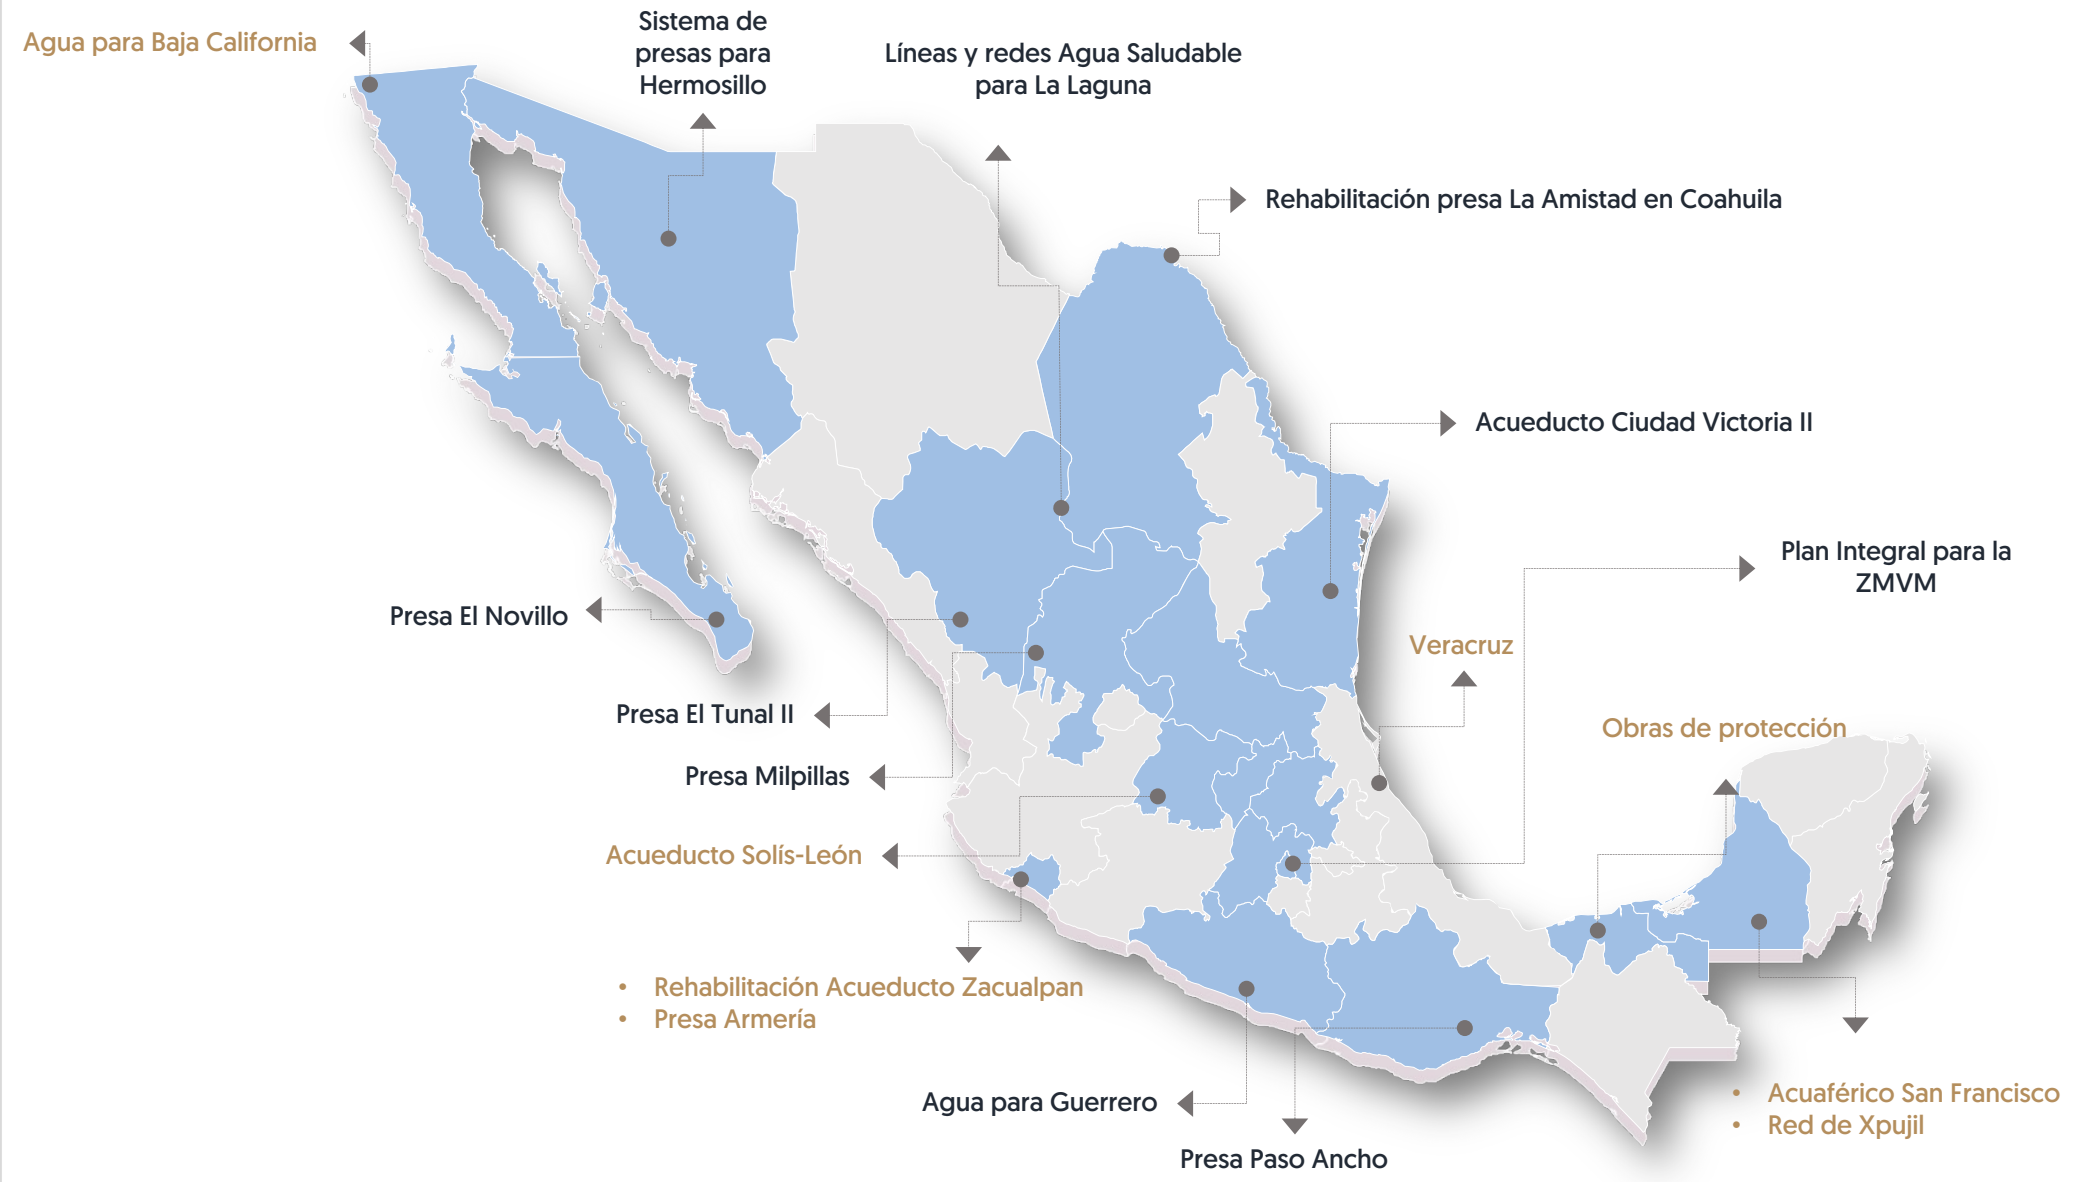 Agua para Baja California
Sistema de
presas para
Hermosillo
Líneas y redes Agua Saludable
para La Laguna
Rehabilitación presa La Amistad en Coahuila
Acueducto Ciudad Victoria II
Plan Integral para la
ZMVM
Presa El Novillo
Veracruz
Presa El Tunal II
Obras de protección
Presa Milpillas
Acueducto Solís-León
• Rehabilitación Acueducto Zacualpan
• Presa Armería
Agua para Guerrero
• Acuaférico San Francisco
• Red de Xpujil
Presa Paso Ancho